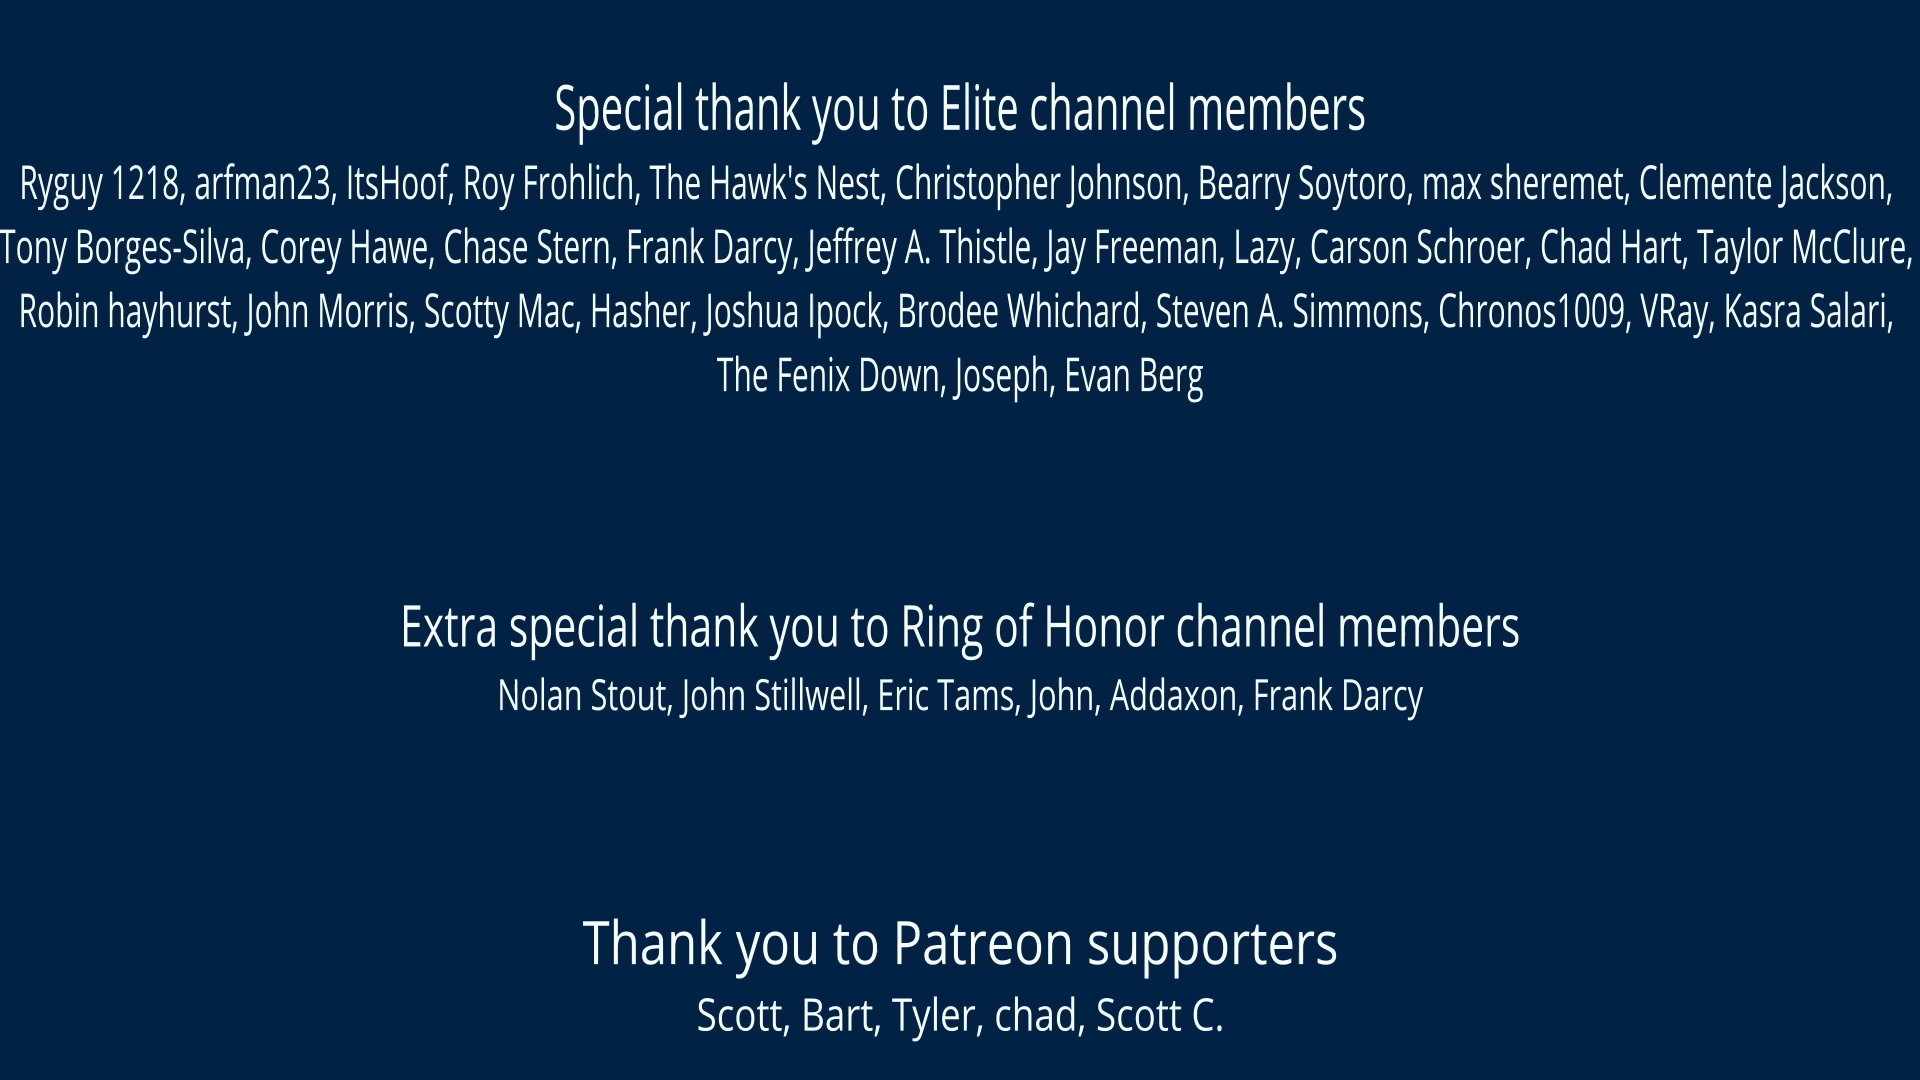 Special thank you to Elite channel members
Ryguy 1218, arfman23, ItsHoof, Roy Frohlich, The Hawk's Nest, Christopher Johnson, Bearry Soytoro, max sheremet, Clemente Jackson,
Tony Borges-Silva, Corey Hawe, Chase Stern, Frank Darcy, Jeffrey A. Thistle, Jay Freeman, Lazy, Carson Schroer, Chad Hart, Taylor McClure,
Robin hayhurst, John Morris, Scotty Mac, Hasher, Joshua Ipock, Brodee Whichard, Steven A. Simmons, Chronos1009, VRay, Kasra Salari,
The Fenix Down, Joseph, Evan Berg
Extra special thank you to Ring of Honor channel members
Nolan Stout, John Stillwell, Eric Tams, John, Addaxon, Frank Darcy
Thank you to Patreon supporters
Scott, Bart, Tyler, chad, Scott C.